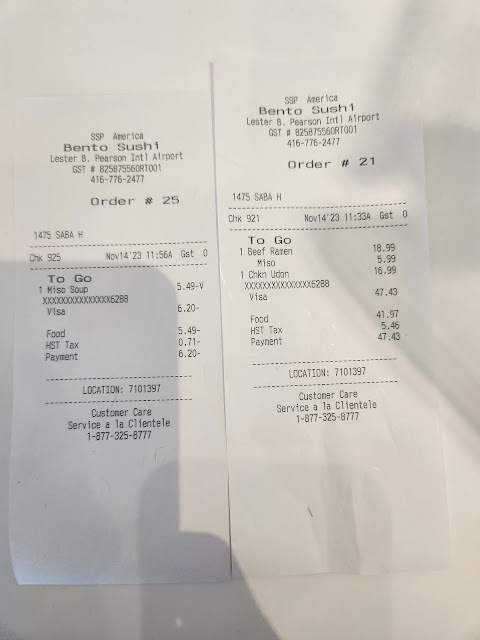 SSP America
Bento Sushi
Lester B. Pearson Intl Airport
GST # 825875560RT001
416-776-2477
Order # 25
1475 SABA H
Chk 925 Nov14'23 11:56A Gst 0
To Go
1 Miso Soup 5.49-V
XXXXXXXXXXXXXXX6288
Visa 6.20-
Food 5.49-
HST Tax 0.71-
Payment 6.20-
LOCATION: 7101397
Customer Care
Service a la Clientele
1-877-325-8777
SSP America
Bento Sushi
Lester B. Pearson Intl Airport
GST # 825875560RT001
416-776-2477
Order # 21
1475 SABA H
Chk 921 Nov14'23 11:33A Gst 0
To Go
1 Beef Ramen 18.99
Miso 5.99
1 Chkn Udon 16.99
XXXXXXXXXXXXXXX6288
Visa 47.43
Food 41.97
HST Tax 5.46
Payment 47.43
LOCATION: 7101397
Customer Care
Service a la Clientele
1-877-325-8777